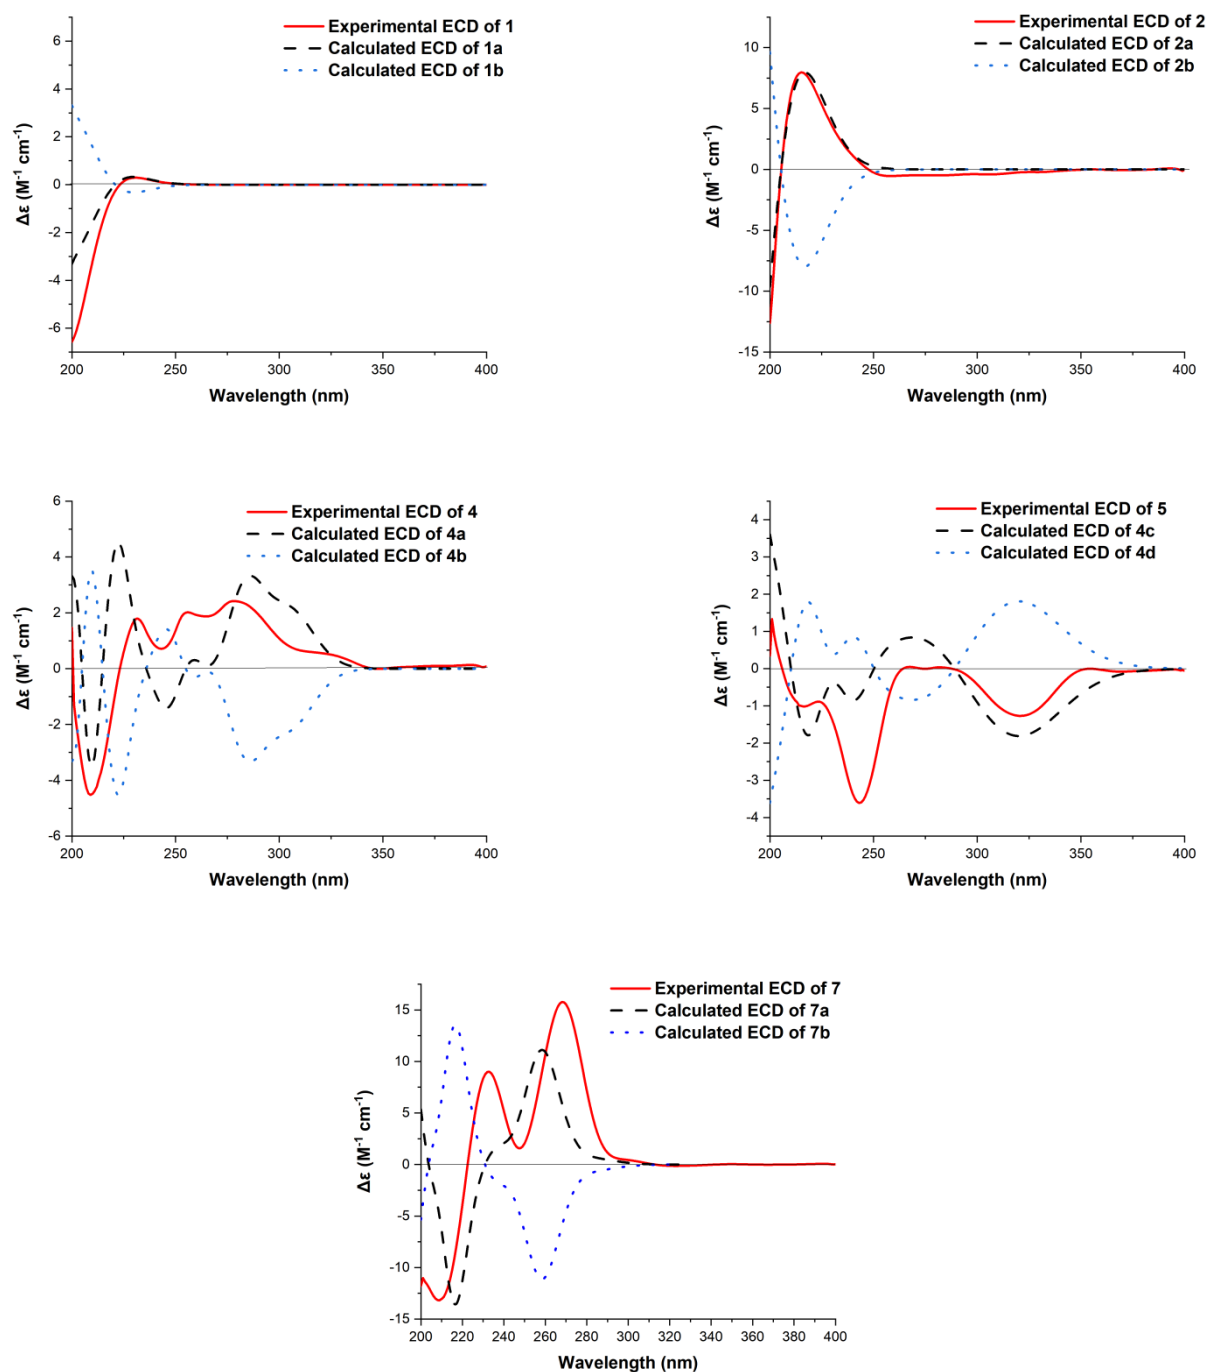 Experimental ECD of 1
Calculated ECD of 1a
Calculated ECD of 1b
6
4
2
0
-2
-4
-6
Δε (M⁻¹ cm⁻¹)
200
250
300
350
400
Wavelength (nm)
Experimental ECD of 2
Calculated ECD of 2a
Calculated ECD of 2b
10
5
0
-5
-10
-15
Δε (M⁻¹ cm⁻¹)
200
250
300
350
400
Wavelength (nm)
Experimental ECD of 4
Calculated ECD of 4a
Calculated ECD of 4b
6
4
2
0
-2
-4
-6
Δε (M⁻¹ cm⁻¹)
200
250
300
350
400
Wavelength (nm)
Experimental ECD of 5
Calculated ECD of 4c
Calculated ECD of 4d
4
3
2
1
0
-1
-2
-3
-4
Δε (M⁻¹ cm⁻¹)
200
250
300
350
400
Wavelength (nm)
Experimental ECD of 7
Calculated ECD of 7a
Calculated ECD of 7b
15
10
5
0
-5
-10
-15
Δε (M⁻¹ cm⁻¹)
200 220 240 260 280 300 320 340 360 380 400
Wavelength (nm)